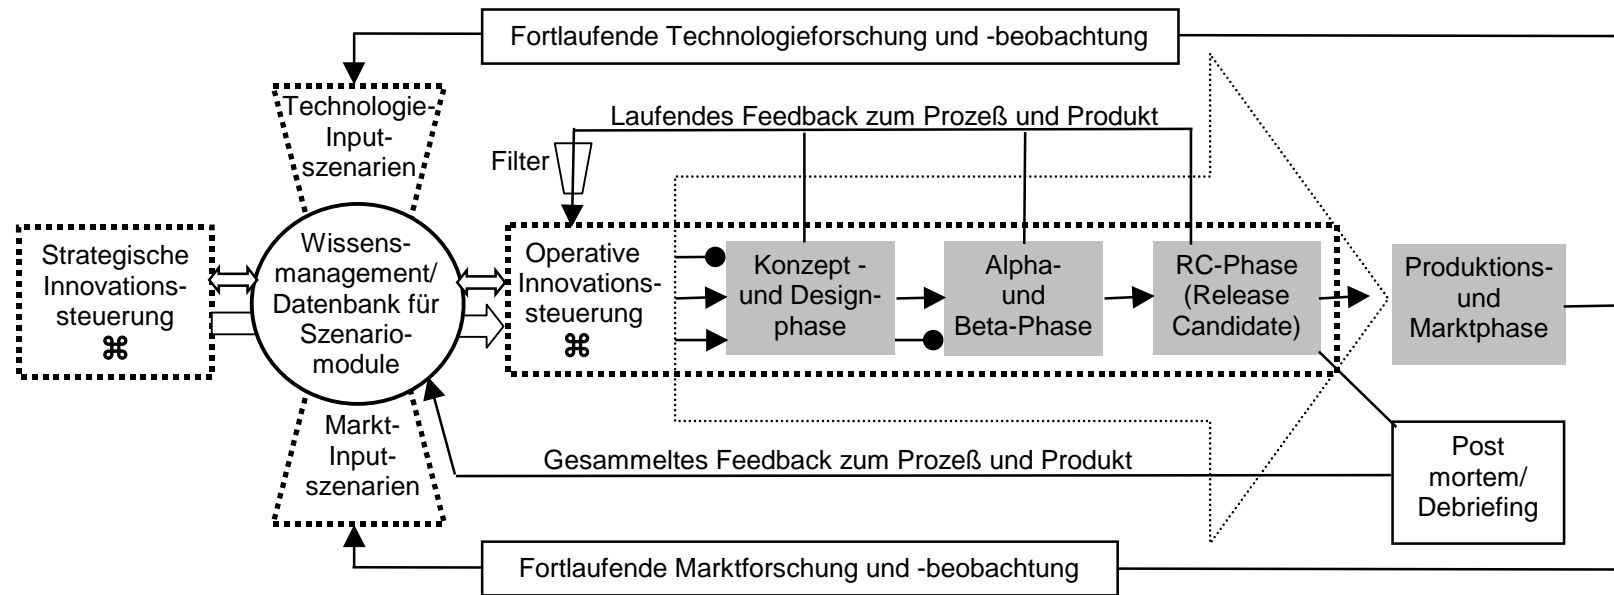 Fortlaufende Technologieforschung und -beobachtung
Technologie-
Input-
szenarien
Laufendes Feedback zum Prozeß und Produkt
Filter
Strategische
Innovations-
steuerung
⌘
Wissens-
management/
Datenbank für
Szenario-
module
Operative
Innovations-
steuerung
⌘
Konzept -
und Design-
phase
Alpha-
und
Beta-Phase
RC-Phase
(Release
Candidate)
Produktions-
und
Marktphase
Markt-
Input-
szenarien
Gesammeltes Feedback zum Prozeß und Produkt
Post
mortem/
Debriefing
Fortlaufende Marktforschung und -beobachtung